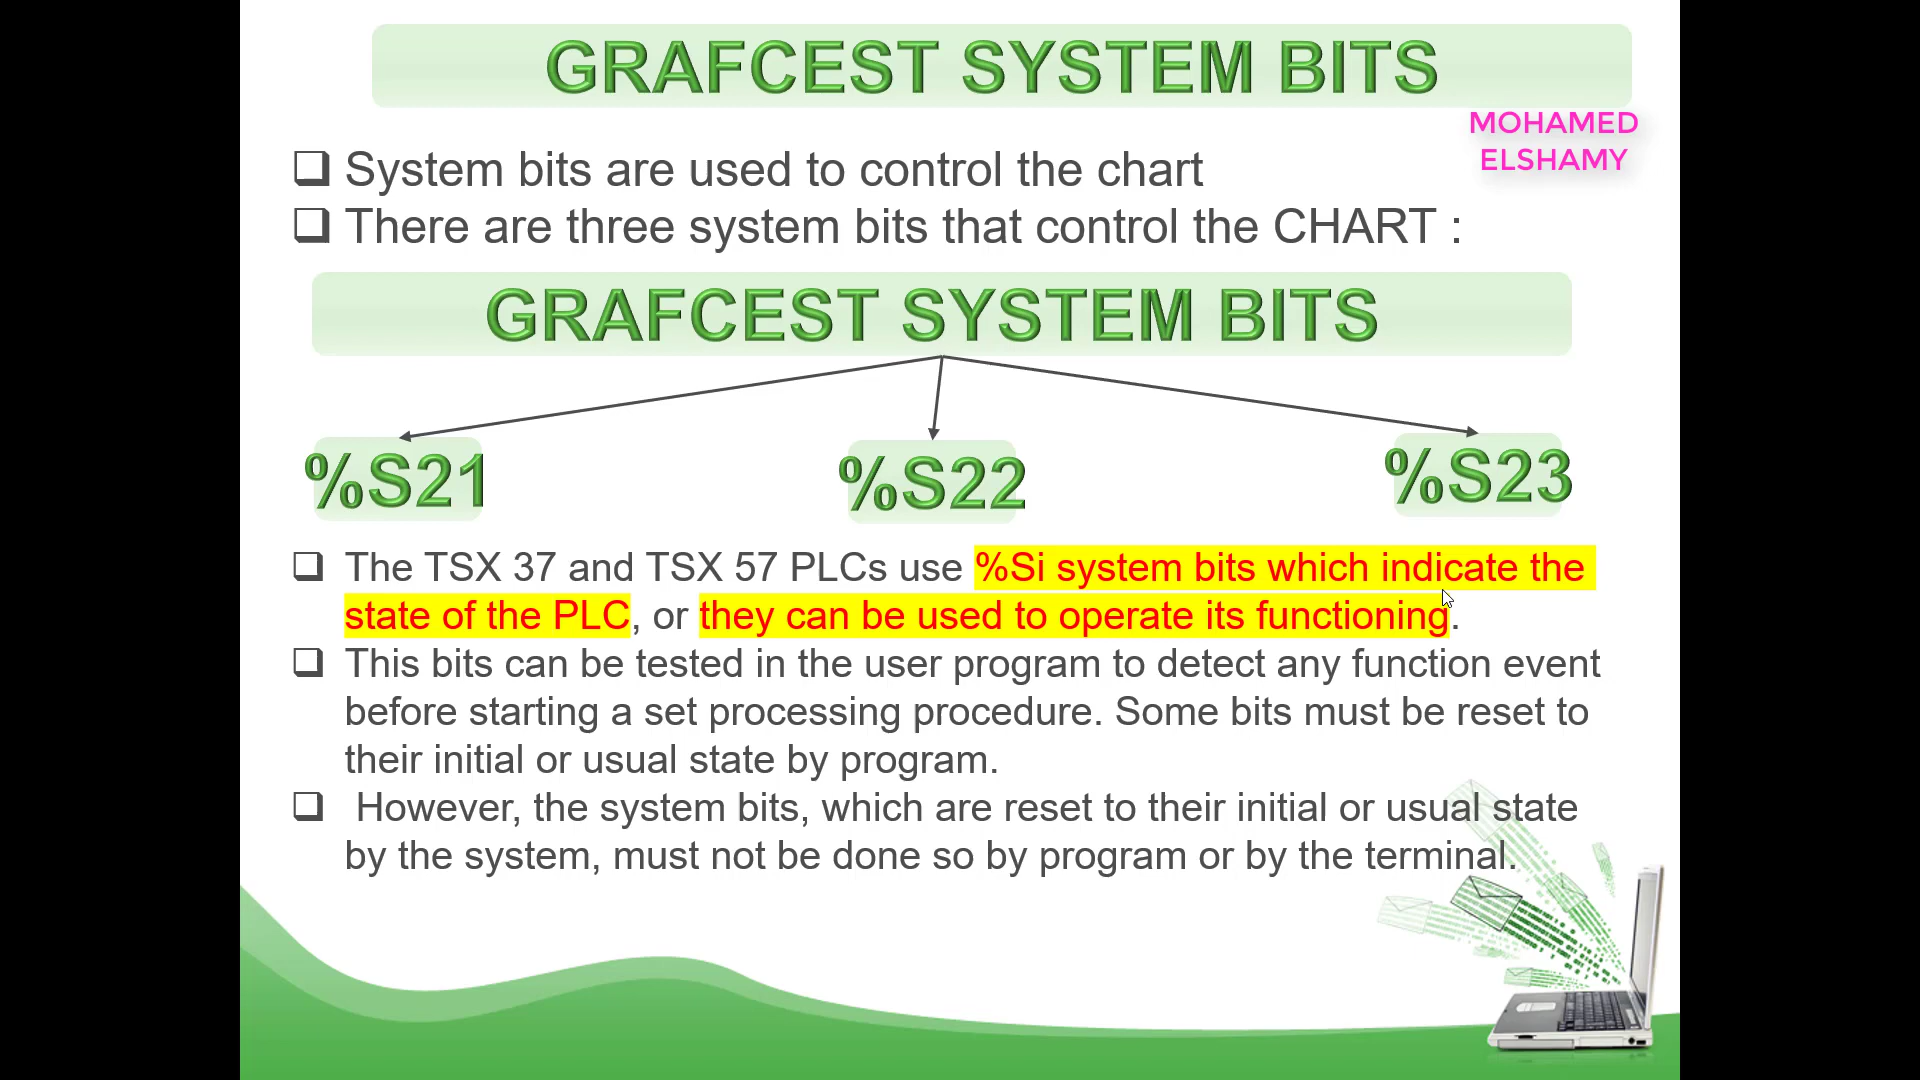 GRAFCEST SYSTEM BITS
MOHAMED
ELSHAMY
❑ System bits are used to control the chart
❑ There are three system bits that control the CHART :
GRAFCEST SYSTEM BITS
%S21 %S22 %S23
❑ The TSX 37 and TSX 57 PLCs use %Si system bits which indicate the
state of the PLC, or they can be used to operate its functioning.
❑ This bits can be tested in the user program to detect any function event
before starting a set processing procedure. Some bits must be reset to
their initial or usual state by program.
❑ However, the system bits, which are reset to their initial or usual state
by the system, must not be done so by program or by the terminal.